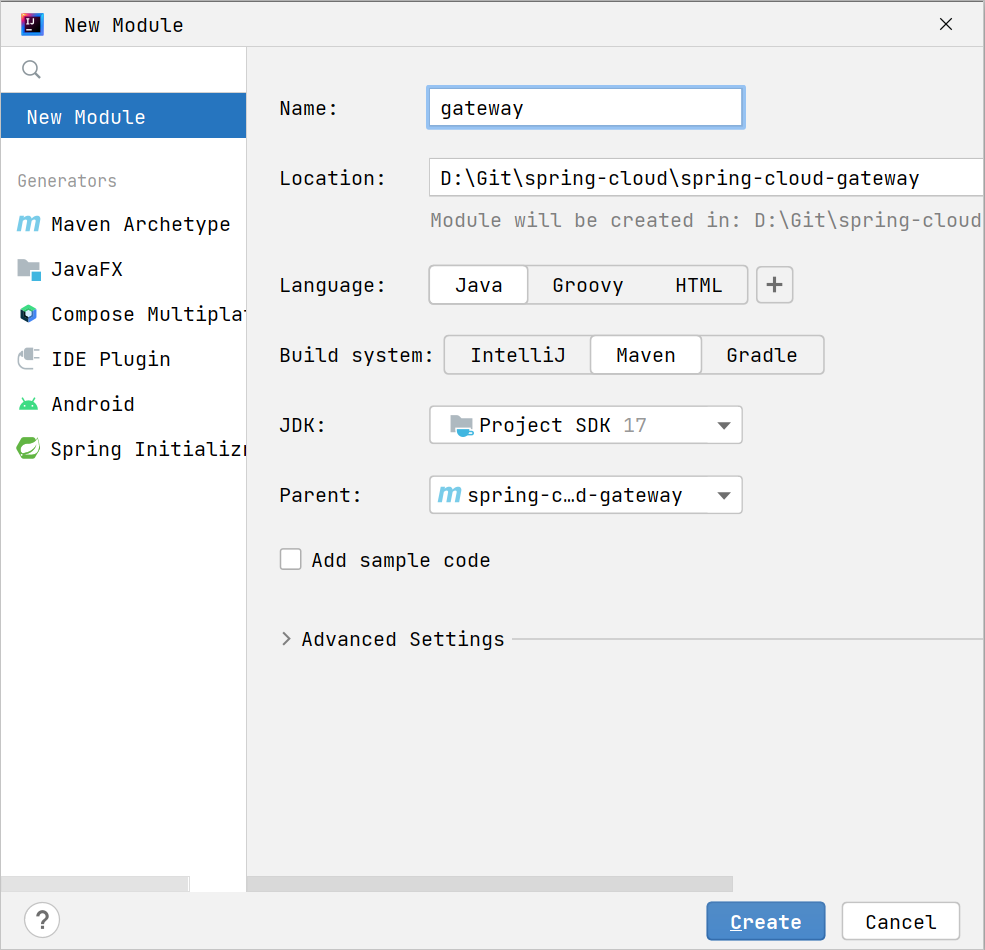 New Module
New Module
Generators
Maven Archetype
JavaFX
Compose Multiplat
IDE Plugin
Android
Spring Initializr
Name:
gateway
Location:
D:\Git\spring-cloud\spring-cloud-gateway
Module will be created in: D:\Git\spring-cloud
Language:
Java Groovy HTML +
Build system:
IntelliJ Maven Gradle
JDK:
Project SDK 17
Parent:
m spring-c…d-gateway
Add sample code
Advanced Settings
?
Create Cancel